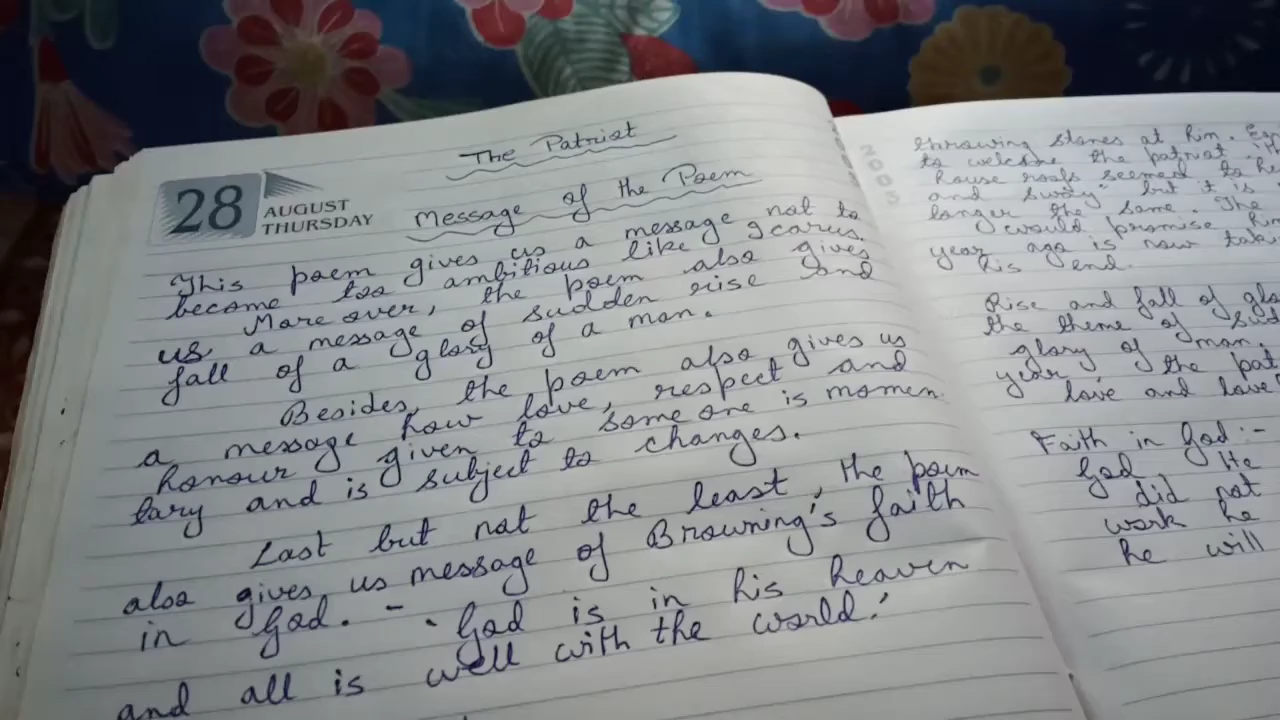 The Patriot
28
AUGUST
THURSDAY
Message of the Poem
This poem gives us a message not to
become too ambitious like Icarus.
Moreover, the poem also gives
us a message of sudden rise and
fall of a glory of a man.
Besides, the poem also gives us
a message how love, respect and
honour given to some one is momen
tary and is subject to changes.
Last but not the least, the poem
also gives us message of Browning's faith
in God. - "God is in his heaven
and all is well with the world."
2003
throwing stones at him.
to welcome the patriot
house roofs seemed to
and sway" but it is
longer the same. The
would promise him
year ago is now
his end.
Rise and fall of
the theme of
glory of man.
year of the
love and love
Faith in God :-
God. He
did not
work he
he will